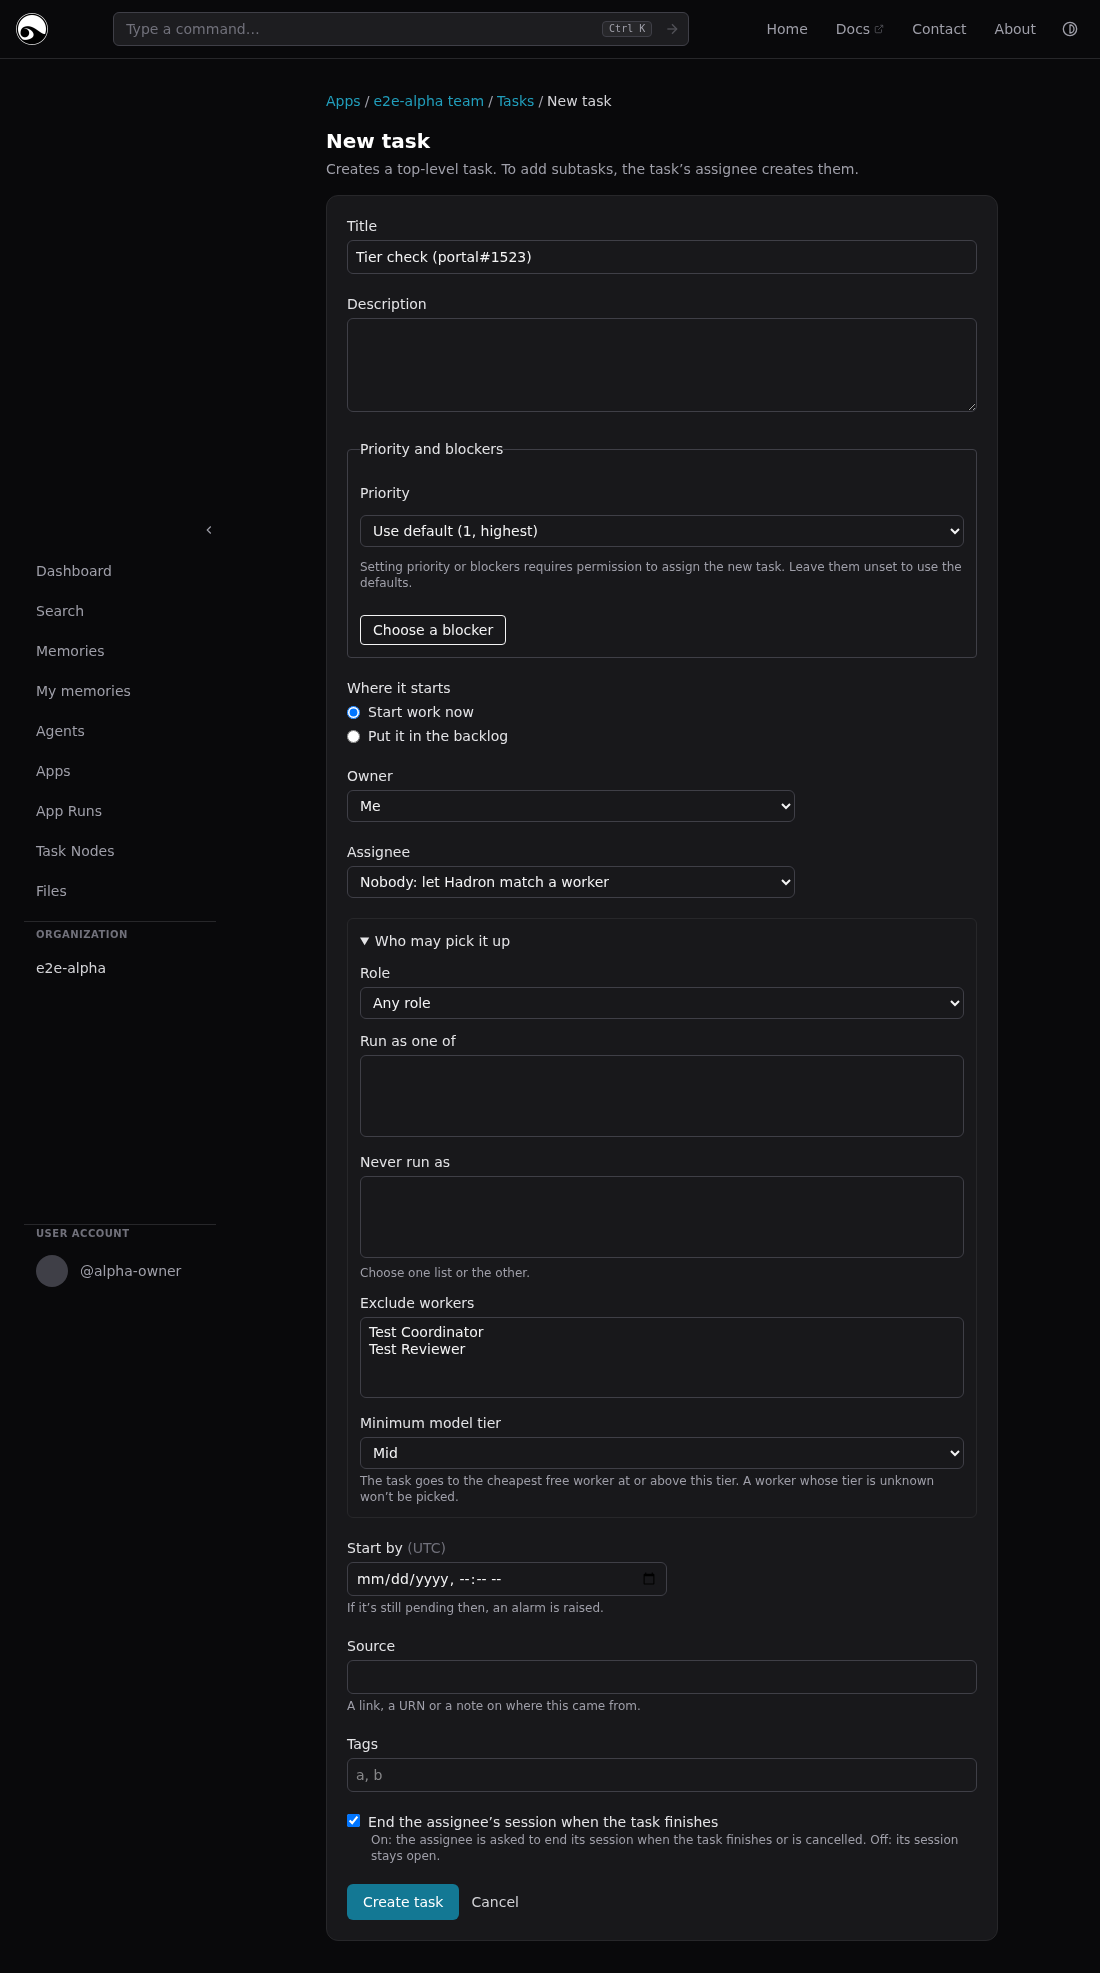 Type a command...
Ctrl K
Home
Docs
Contact
About
Apps / e2e-alpha team / Tasks / New task
New task
Creates a top-level task. To add subtasks, the task’s assignee creates them.
Title
Tier check (portal#1523)
Description
Priority and blockers
Priority
Use default (1, highest)
Setting priority or blockers requires permission to assign the new task. Leave them unset to use the
defaults.
Choose a blocker
Where it starts
Start work now
Put it in the backlog
Owner
Me
Assignee
Nobody: let Hadron match a worker
Who may pick it up
Role
Any role
Run as one of
Never run as
Choose one list or the other.
Exclude workers
Test Coordinator
Test Reviewer
Minimum model tier
Mid
The task goes to the cheapest free worker at or above this tier. A worker whose tier is unknown
won’t be picked.
Start by (UTC)
mm/dd/yyyy, --:-- --
If it’s still pending then, an alarm is raised.
Source
A link, a URN or a note on where this came from.
Tags
a, b
End the assignee’s session when the task finishes
On: the assignee is asked to end its session when the task finishes or is cancelled. Off: its session
stays open.
Create task
Cancel
Dashboard
Search
Memories
My memories
Agents
Apps
App Runs
Task Nodes
Files
ORGANIZATION
e2e-alpha
USER ACCOUNT
@alpha-owner